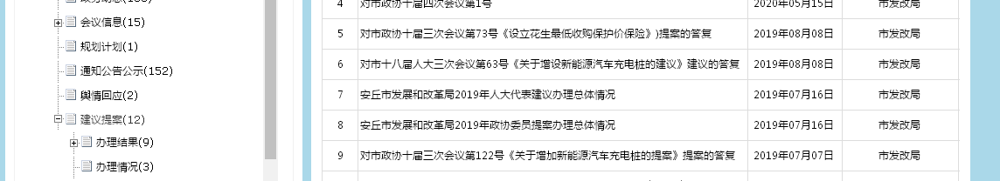 会议信息(15)
规划计划(1)
通知公告公示(152)
舆情回应(2)
建议提案(12)
办理结果(9)
办理情况(3)
4 对市政协十届四次会议第1号 2020年05月15日 市发改局
5 对市政协十届三次会议第73号《设立花生最低收购保护价保险》)提案的答复 2019年08月08日 市发改局
6 对市十八届人大三次会议第63号《关于增设新能源汽车充电桩的建议》建议的答复 2019年08月08日 市发改局
7 安丘市发展和改革局2019年人大代表建议办理总体情况 2019年07月16日 市发改局
8 安丘市发展和改革局2019年政协委员提案办理总体情况 2019年07月16日 市发改局
9 对市政协十届三次会议第122号《关于增加新能源汽车充电桩的提案》提案的答复 2019年07月07日 市发改局